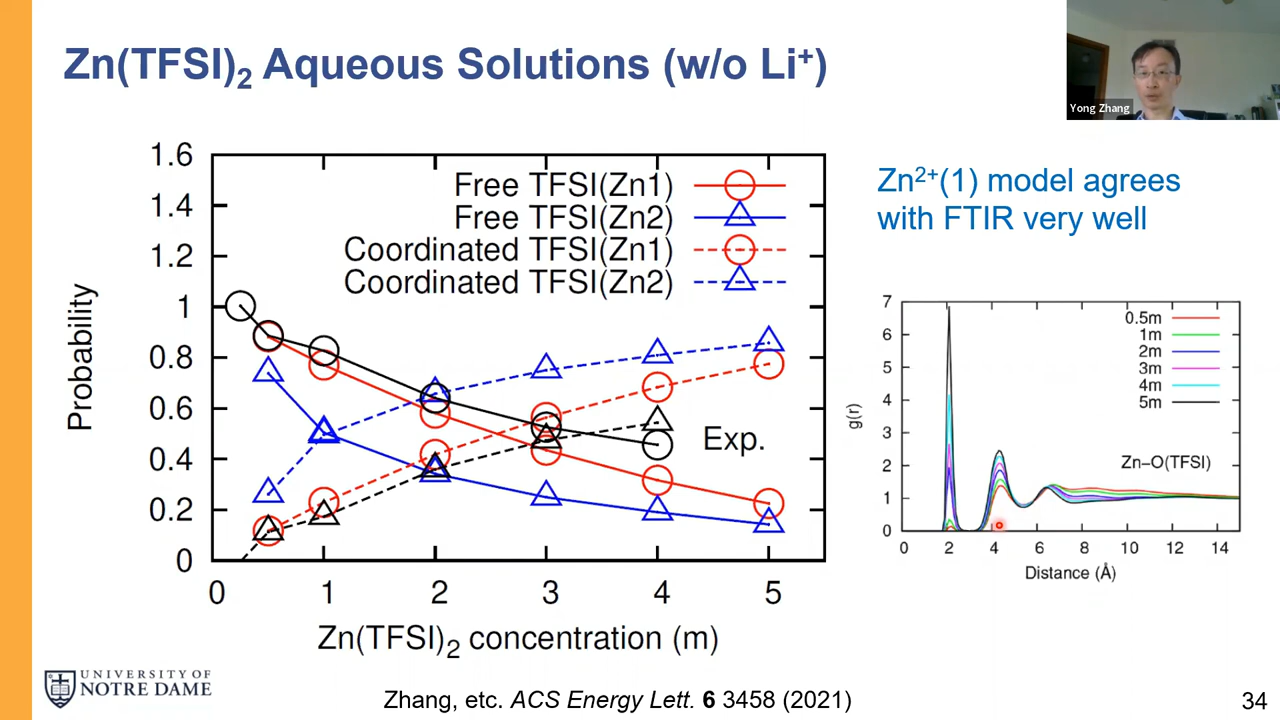 Zn(TFSI)₂ Aqueous Solutions (w/o Li⁺)
Yong Zhang
Probability
1.6
1.4
1.2
1
0.8
0.6
0.4
0.2
0
0 1 2 3 4 5
Zn(TFSI)₂ concentration (m)
Free TFSI(Zn1)
Free TFSI(Zn2)
Coordinated TFSI(Zn1)
Coordinated TFSI(Zn2)
Exp.
Zn²⁺(1) model agrees
with FTIR very well
g(r)
7
6
5
4
3
2
1
0
0 2 4 6 8 10 12 14
Distance (Å)
0.5m
1m
2m
3m
4m
5m
Zn–O(TFSI)
UNIVERSITY OF
NOTRE DAME
Zhang, etc. ACS Energy Lett. 6 3458 (2021)
34